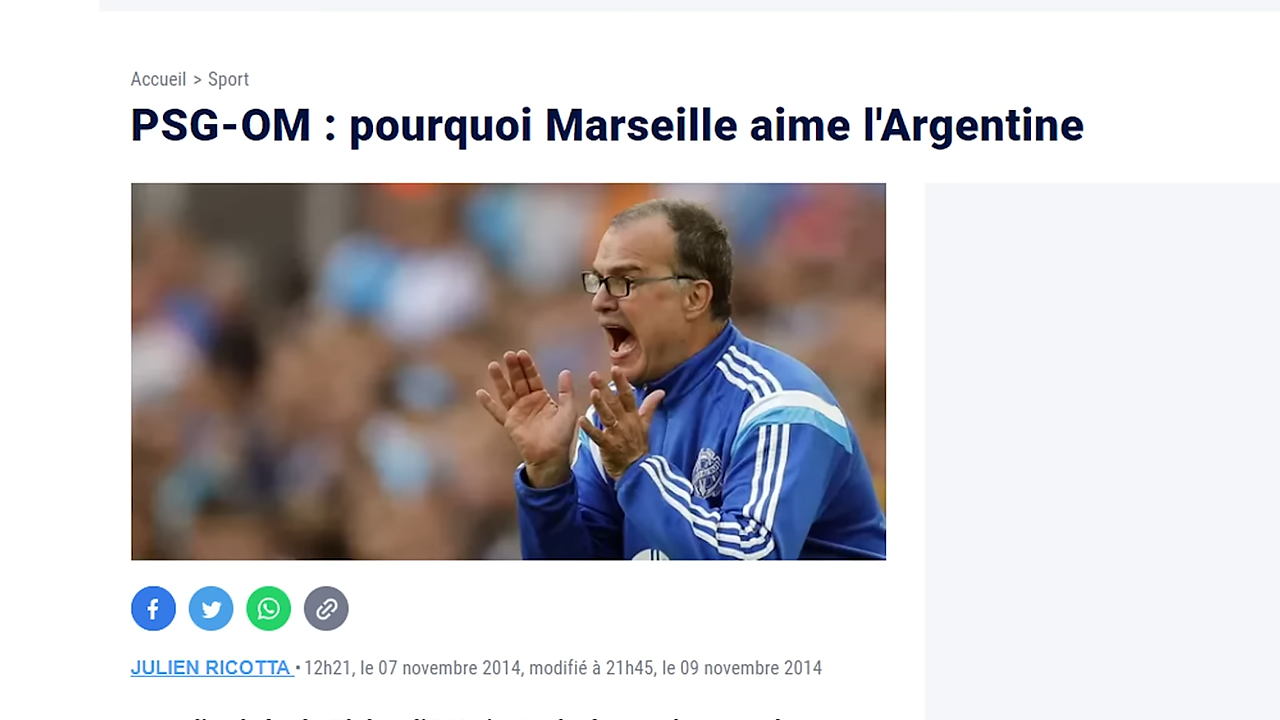 Accueil > Sport
PSG-OM : pourquoi Marseille aime l'Argentine
JULIEN RICOTTA • 12h21, le 07 novembre 2014, modifié à 21h45, le 09 novembre 2014